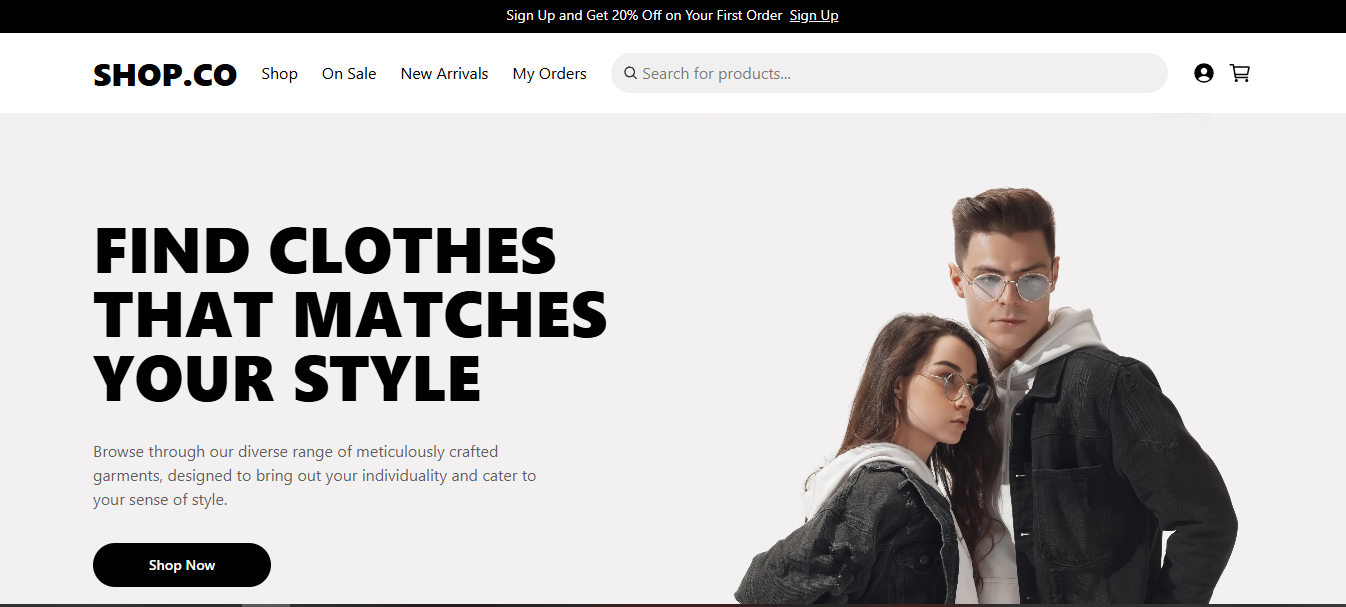 Sign Up and Get 20% Off on Your First Order Sign Up
SHOP.CO Shop On Sale New Arrivals My Orders Search for products...
FIND CLOTHES
THAT MATCHES
YOUR STYLE
Browse through our diverse range of meticulously crafted
garments, designed to bring out your individuality and cater to
your sense of style.
Shop Now